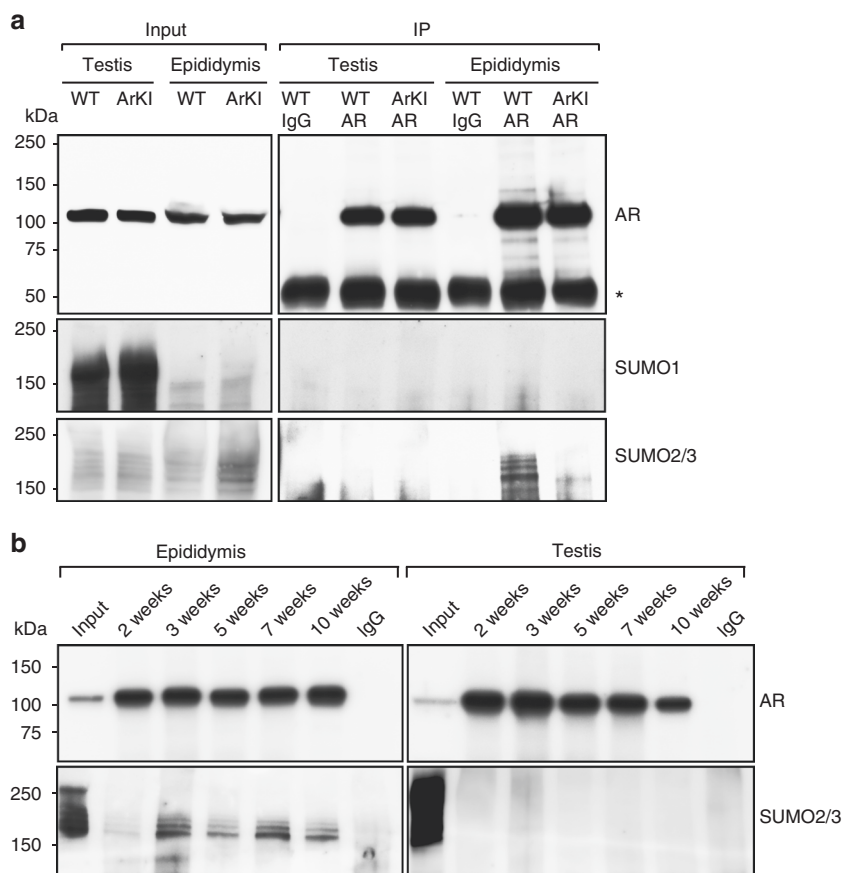 a
Input IP
Testis Epididymis Testis Epididymis
WT ArKI WT ArKI WT WT ArKI WT WT ArKI
kDa IgG AR AR IgG AR AR
250
150
100 AR
75
50 *
250
SUMO1
150
250
SUMO2/3
150
b
Epididymis Testis
Input 2 weeks 3 weeks 5 weeks 7 weeks 10 weeks IgG Input 2 weeks 3 weeks 5 weeks 7 weeks 10 weeks IgG
kDa
150
100 AR
75
250
SUMO2/3
150